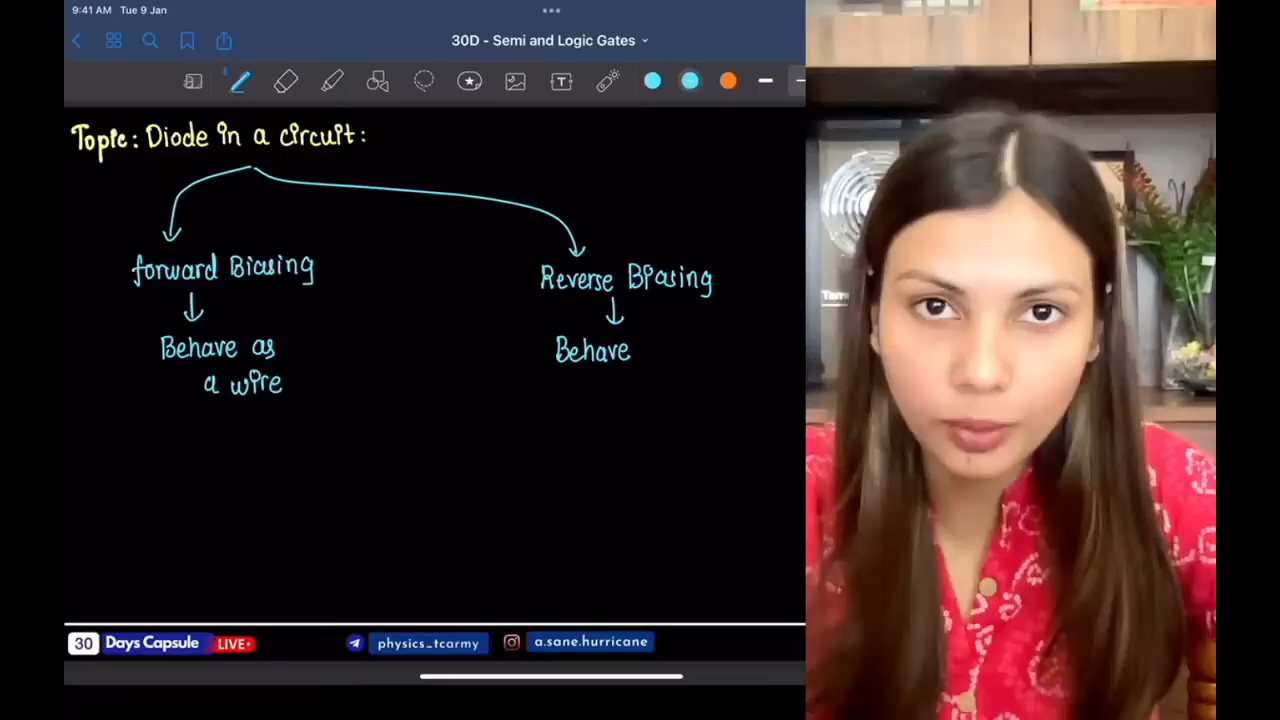 9:41 AM Tue 9 Jan
30D - Semi and Logic Gates
T
Topic: Diode in a circuit:
forward Biasing
Reverse Biasing
Behave as
a wire
Behave
30 Days Capsule LIVE
physics_tcarmy
a.sane.hurricane